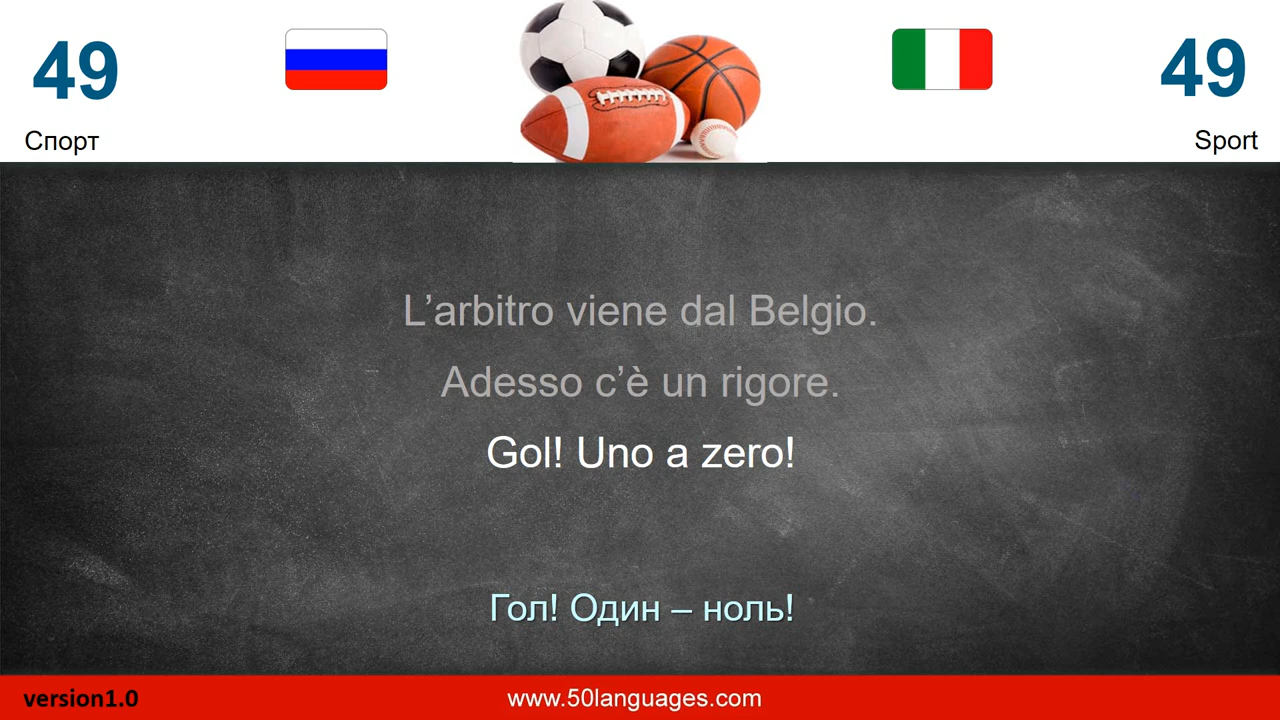 49
49
Спорт
Sport
L’arbitro viene dal Belgio.
Adesso c’è un rigore.
Gol! Uno a zero!
Гол! Один – ноль!
version1.0
www.50languages.com